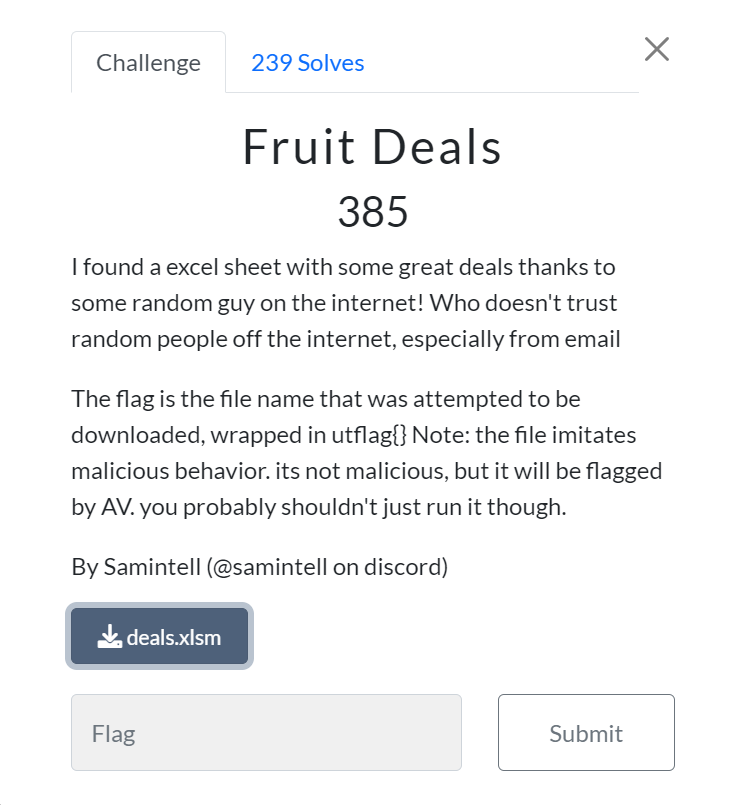 Challenge
239 Solves
Fruit Deals
385
I found a excel sheet with some great deals thanks to
some random guy on the internet! Who doesn't trust
random people off the internet, especially from email
The flag is the file name that was attempted to be
downloaded, wrapped in utflag{} Note: the file imitates
malicious behavior. its not malicious, but it will be flagged
by AV. you probably shouldn't just run it though.
By Samintell (@samintell on discord)
deals.xlsm
Flag
Submit